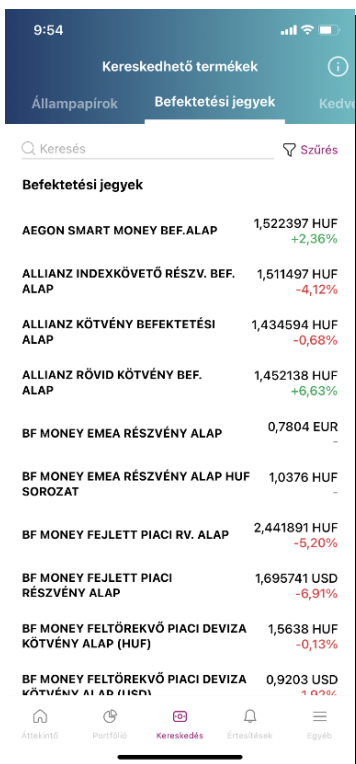 9:54
Kereskedhető termékek
Állampapírok Befektetési jegyek Kedve
Keresés Szűrés
Befektetési jegyek
AEGON SMART MONEY BEF.ALAP 1,522397 HUF
+2,36%
ALLIANZ INDEXKÖVETŐ RÉSZV. BEF. 1,511497 HUF
ALAP -4,12%
ALLIANZ KÖTVÉNY BEFEKTETÉSI 1,434594 HUF
ALAP -0,68%
ALLIANZ RÖVID KÖTVÉNY BEF. 1,452138 HUF
ALAP +6,63%
BF MONEY EMEA RÉSZVÉNY ALAP 0,7804 EUR
-
BF MONEY EMEA RÉSZVÉNY ALAP HUF 1,0376 HUF
SOROZAT -
BF MONEY FEJLETT PIACI RV. ALAP 2,441891 HUF
-5,20%
BF MONEY FEJLETT PIACI 1,695741 USD
RÉSZVÉNY ALAP -6,91%
BF MONEY FELTÖREKVŐ PIACI DEVIZA 1,5638 HUF
KÖTVÉNY ALAP (HUF) -0,13%
BF MONEY FELTÖREKVŐ PIACI DEVIZA 0,9203 USD
KÖTVÉNY ALAP (USD) -1,92%
Áttekintő Portfólió Kereskedés Értesítések Egyéb